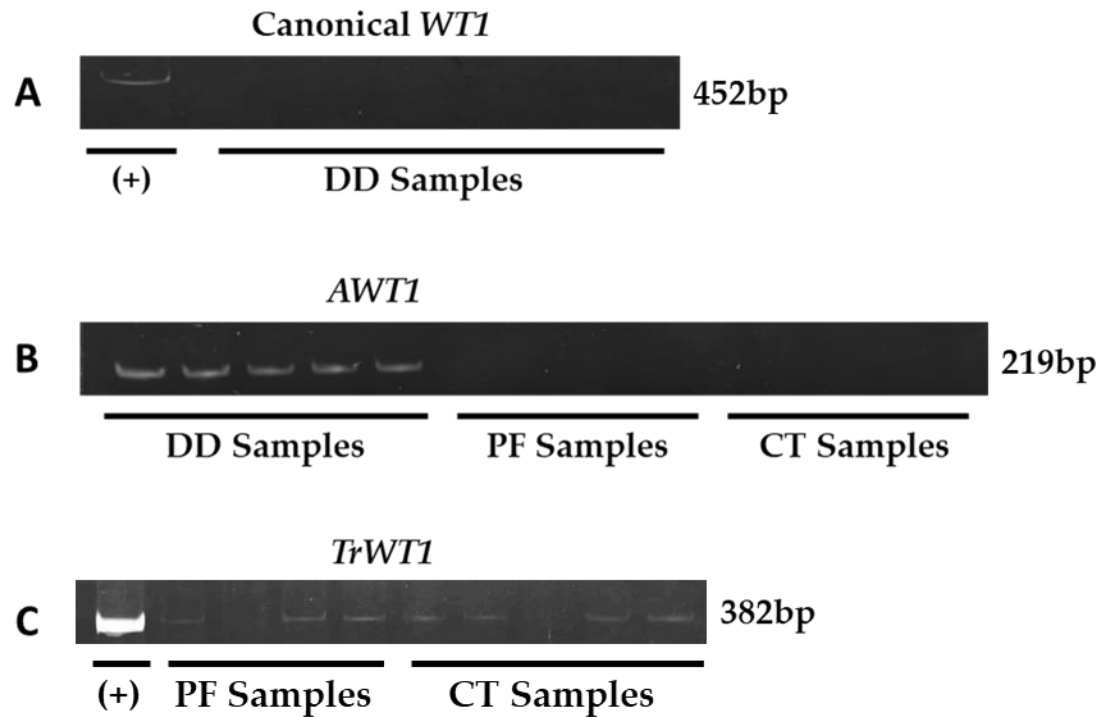 Canonical WT1
A
452bp
(+)
DD Samples
AWT1
B
219bp
DD Samples
PF Samples
CT Samples
TrWT1
C
382bp
(+)
PF Samples
CT Samples